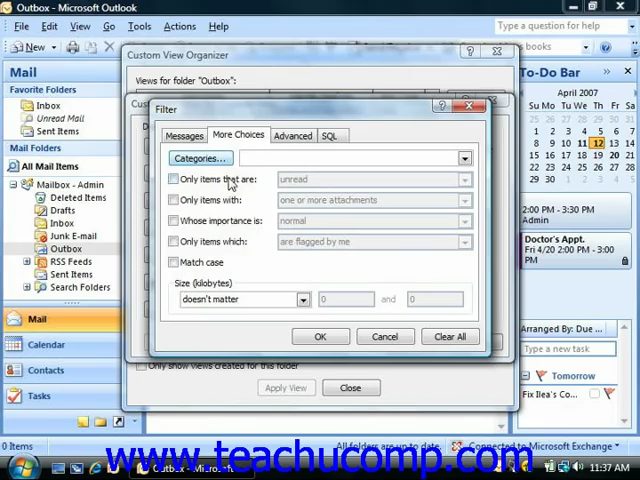 Outbox - Microsoft Outlook
File Edit View Go Tools Actions Help
Type a question for help
New
books
Mail
Favorite Folders
Inbox
Unread Mail
Sent Items
Mail Folders
All Mail Items
Mailbox - Admin
Deleted Items
Drafts
Inbox
Junk E-mail
Outbox
RSS Feeds
Sent Items
Search Folders
Mail
Calendar
Contacts
Tasks
0 Items
Custom View Organizer
Views for folder "Outbox":
Filter
Messages More Choices Advanced SQL
Categories...
Only items that are: unread
Only items with: one or more attachments
Whose importance is: normal
Only items which: are flagged by me
Match case
Size (kilobytes)
doesn't matter 0 and 0
OK Cancel Clear All
Only show views created for this folder
Apply View Close
To-Do Bar
April 2007
Su Mo Tu We Th Fr Sa
1 2 3 4 5 6 7
8 9 10 11 12 13 14
15 16 17 18 19 20 21
22 23 24 25 26 27 28
29 30
2:00 PM - 3:30 PM
Admin
Doctor's Appt.
Fri 4/20 2:00 PM - 3:00 PM
Arranged By: Due ...
Type a new task
Tomorrow
Fix Ilea's Co...
All folders are up to date.
Connected to Microsoft Exchange
www.teachucomp.com
Outbox - Microsoft
11:37 AM